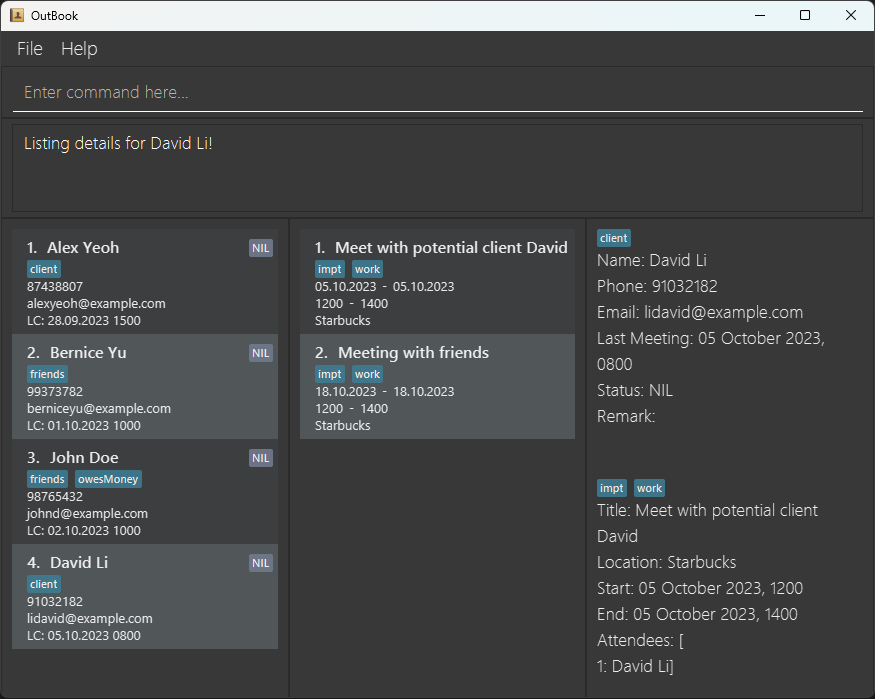 OutBook
File Help
Enter command here...
Listing details for David Li!
1. Alex Yeoh
NIL
client
87438807
alexyeoh@example.com
LC: 28.09.2023 1500
2. Bernice Yu
NIL
friends
99373782
berniceyu@example.com
LC: 01.10.2023 1000
3. John Doe
NIL
friends owesMoney
98765432
johnd@example.com
LC: 02.10.2023 1000
4. David Li
NIL
client
91032182
lidavid@example.com
LC: 05.10.2023 0800
1. Meet with potential client David
impt work
05.10.2023 - 05.10.2023
1200 - 1400
Starbucks
2. Meeting with friends
impt work
18.10.2023 - 18.10.2023
1200 - 1400
Starbucks
client
Name: David Li
Phone: 91032182
Email: lidavid@example.com
Last Meeting: 05 October 2023,
0800
Status: NIL
Remark:
impt work
Title: Meet with potential client
David
Location: Starbucks
Start: 05 October 2023, 1200
End: 05 October 2023, 1400
Attendees: [
1: David Li]